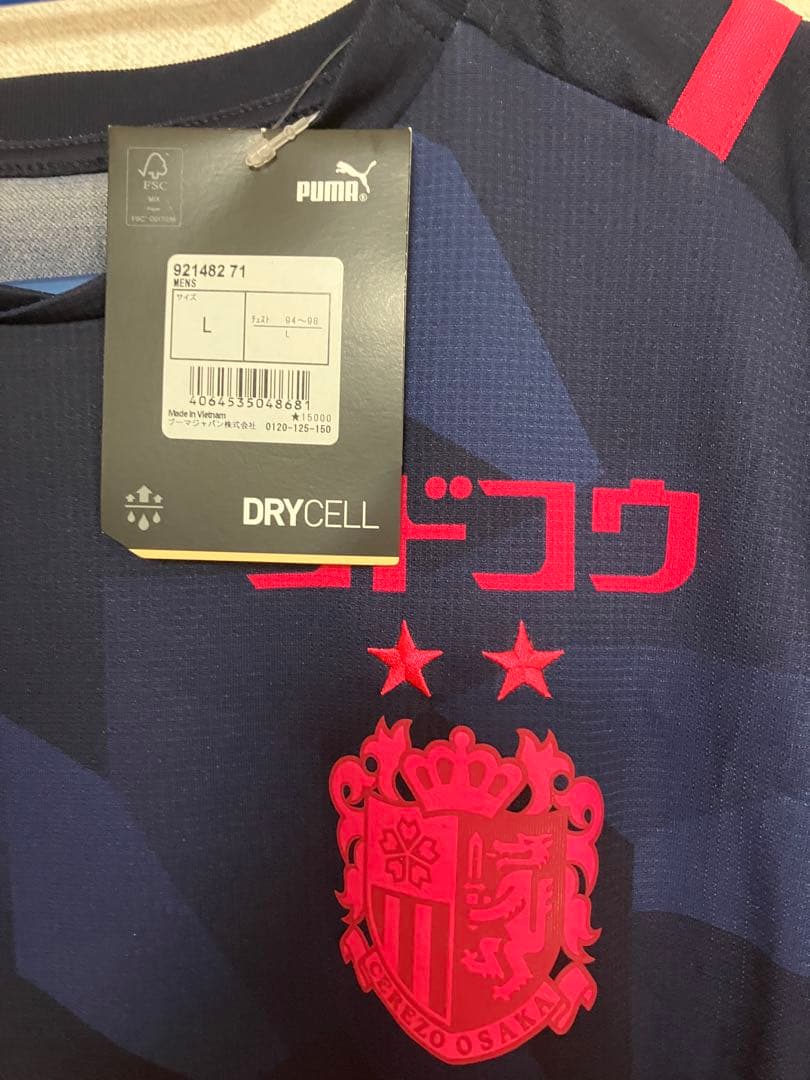 FSC
MIX
PUMA®
921482 71
MENS
サイズ
L
チェスト 94～98
L
4064535048681
Made in Vietnam
★15000
プーマジャパン株式会社 0120-125-150
DRYCELL
ドコウ
CEREZO OSAKA